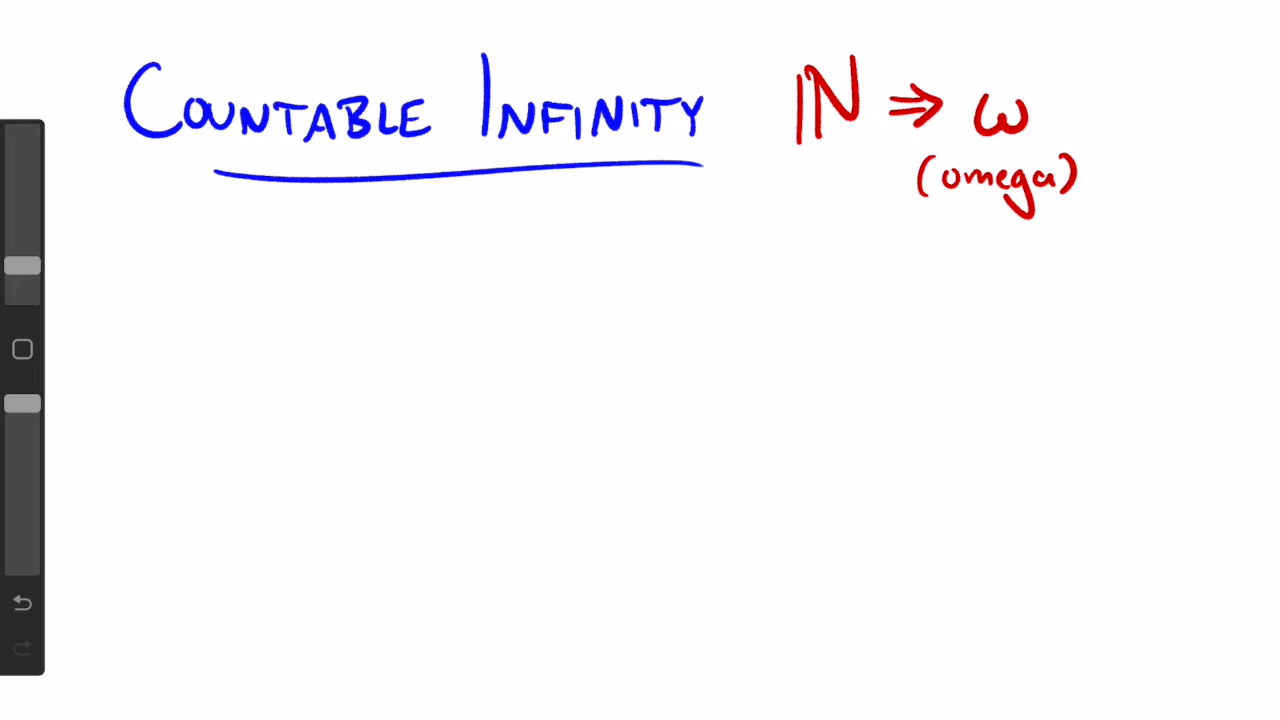 COUNTABLE INFINITY ℕ ⇒ ω
(omega)